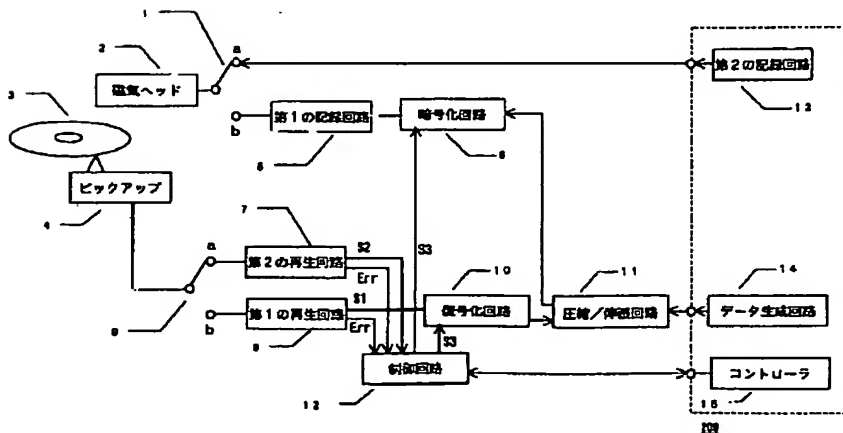 1
2
a
磁気ヘッド
第2の記録回路
13
3
b
第1の記録回路
暗号化回路
5
6
ピックアップ
4
7
a
第2の再生回路
S2
Err
S3
10
11
14
第1の再生回路
S1
Err
復号化回路
圧縮/伸張回路
データ生成回路
b
S3
制御回路
12
コントローラ
15
200